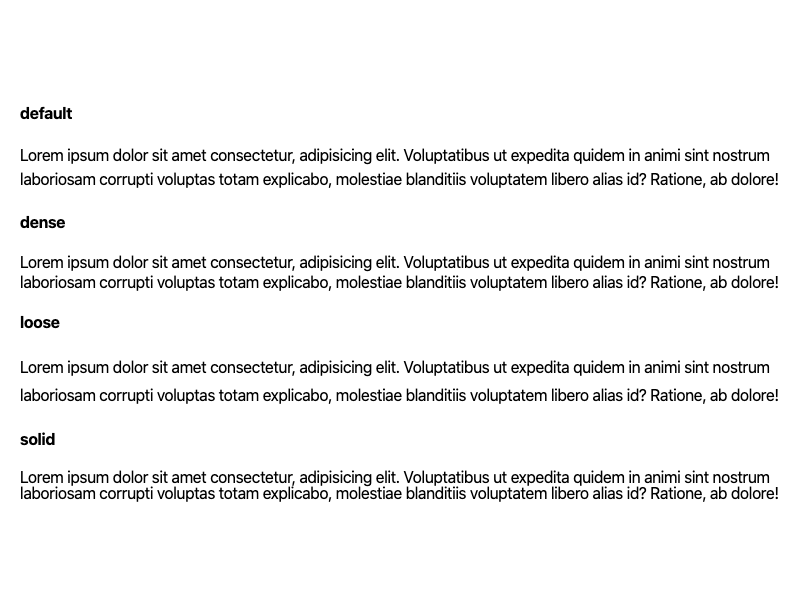 default
Lorem ipsum dolor sit amet consectetur, adipisicing elit. Voluptatibus ut expedita quidem in animi sint nostrum
laboriosam corrupti voluptas totam explicabo, molestiae blanditiis voluptatem libero alias id? Ratione, ab dolore!
dense
Lorem ipsum dolor sit amet consectetur, adipisicing elit. Voluptatibus ut expedita quidem in animi sint nostrum
laboriosam corrupti voluptas totam explicabo, molestiae blanditiis voluptatem libero alias id? Ratione, ab dolore!
loose
Lorem ipsum dolor sit amet consectetur, adipisicing elit. Voluptatibus ut expedita quidem in animi sint nostrum
laboriosam corrupti voluptas totam explicabo, molestiae blanditiis voluptatem libero alias id? Ratione, ab dolore!
solid
Lorem ipsum dolor sit amet consectetur, adipisicing elit. Voluptatibus ut expedita quidem in animi sint nostrum
laboriosam corrupti voluptas totam explicabo, molestiae blanditiis voluptatem libero alias id? Ratione, ab dolore!